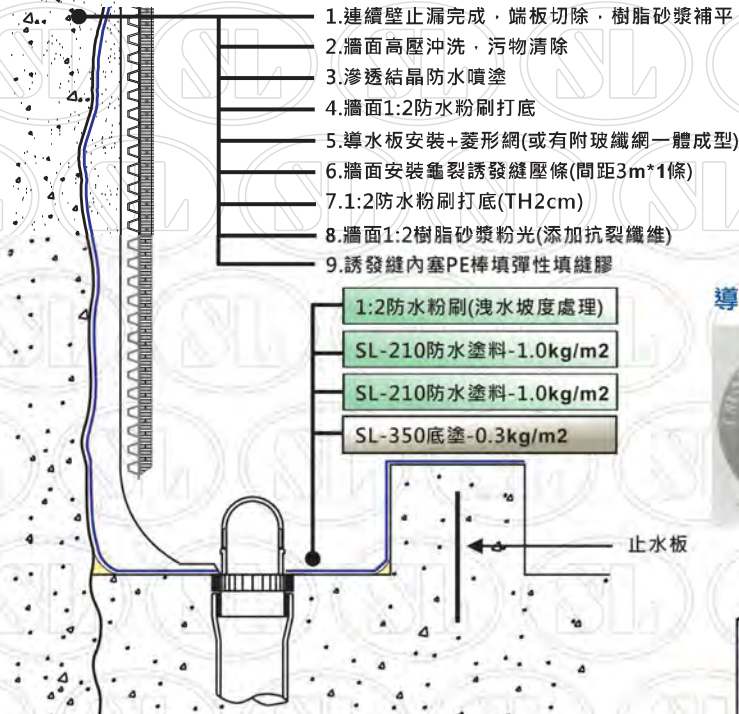 1.連續壁止漏完成，端板切除，樹脂砂漿補平
2.牆面高壓沖洗，污物清除
3.滲透結晶防水噴塗
4.牆面1:2防水粉刷打底
5.導水板安裝+菱形網(或有附玻纖網一體成型)
6.牆面安裝龜裂誘發縫壓條(間距3m*1條)
7.1:2防水粉刷打底(TH2cm)
8.牆面1:2樹脂砂漿粉光(添加抗裂纖維)
9.誘發縫內塞PE棒填彈性填縫膠
1:2防水粉刷(洩水坡度處理)
SL-210防水塗料-1.0kg/m2
SL-210防水塗料-1.0kg/m2
SL-350底塗-0.3kg/m2
導
止水板
SL